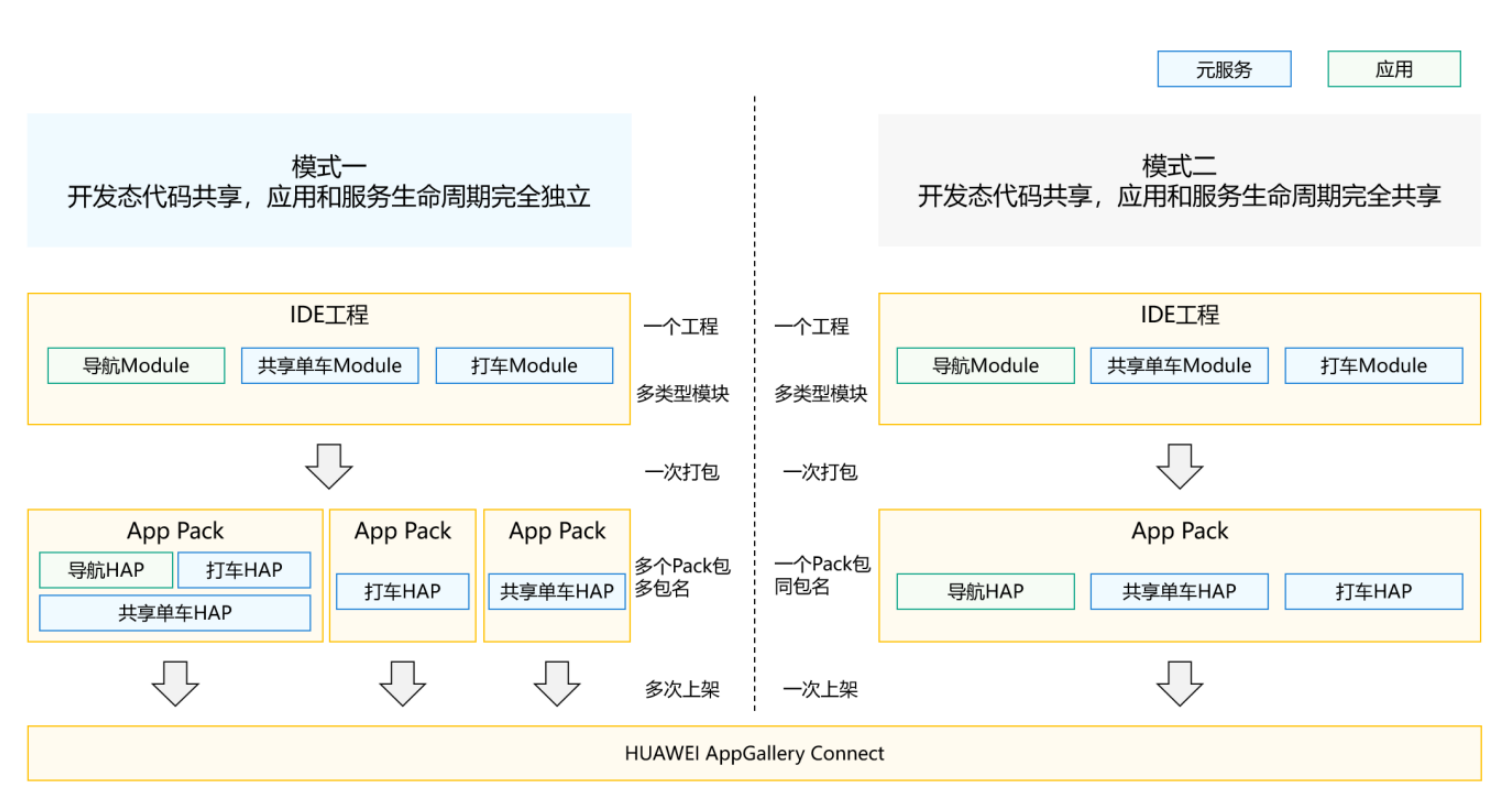 元服务
应用
模式一
开发态代码共享，应用和服务生命周期完全独立
模式二
开发态代码共享，应用和服务生命周期完全共享
IDE工程
导航Module
共享单车Module
打车Module
一个工程
多类型模块
一个工程
多类型模块
IDE工程
导航Module
共享单车Module
打车Module
一次打包
一次打包
App Pack
导航HAP
打车HAP
共享单车HAP
App Pack
打车HAP
App Pack
共享单车HAP
多个Pack包
多包名
一个Pack包
同包名
App Pack
导航HAP
共享单车HAP
打车HAP
多次上架
一次上架
HUAWEI AppGallery Connect